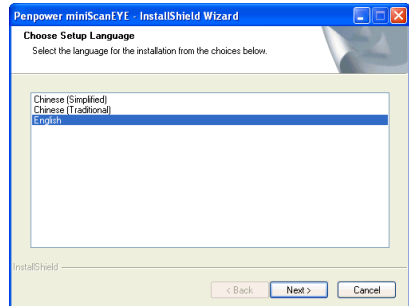 Penpower miniScanEYE - InstallShield Wizard
Choose Setup Language
Select the language for the installation from the choices below.
Chinese (Simplified)
Chinese (Traditional)
English
InstallShield
< Back Next > Cancel